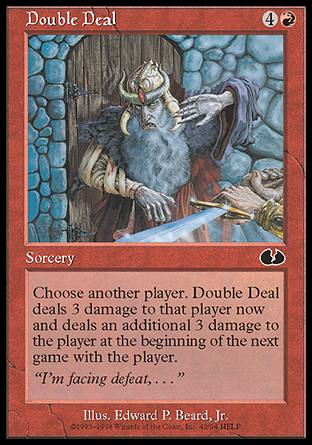 Double Deal 4
Sorcery
Choose another player. Double Deal
deals 3 damage to that player now
and deals an additional 3 damage to
the player at the beginning of the next
game with the player.
“I’m facing defeat, . . .”
Illus. Edward P. Beard, Jr.
©1993-1998 Wizards of the Coast, Inc. 42/94 HELP